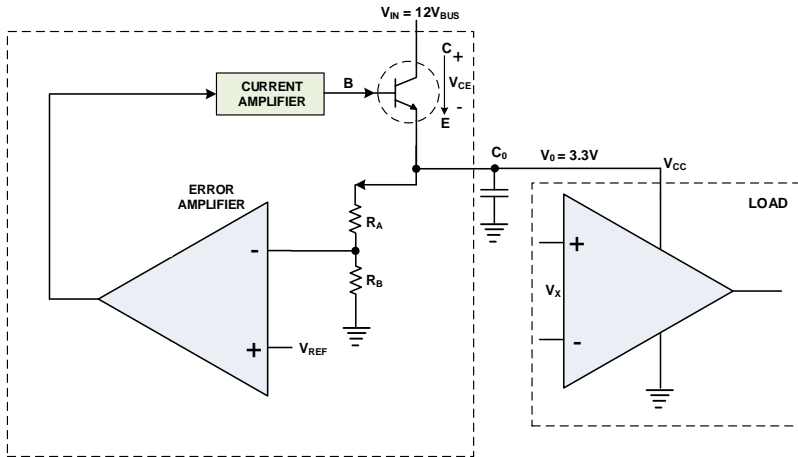 VIN = 12VBUS
C
+
CURRENT
AMPLIFIER
B
VCE
-
E
C0
V0 = 3.3V
VCC
ERROR
AMPLIFIER
LOAD
RA
-
+
RB
VX
+
VREF
-